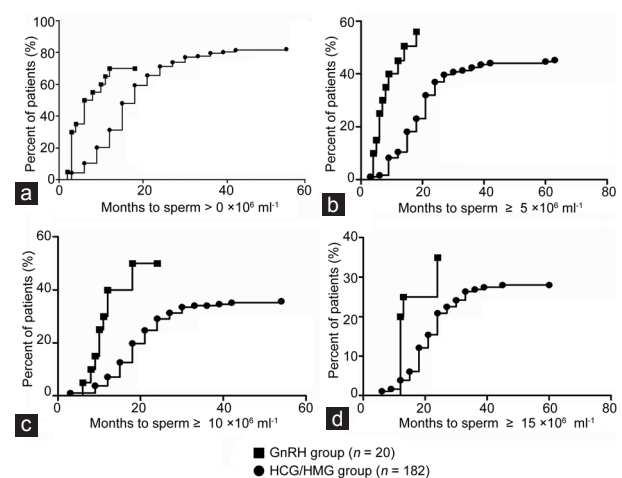 Percent of patients (%)
100
80
60
40
20
0
0
20
40
60
a
Months to sperm > 0 ×10⁶ ml⁻¹
Percent of patients (%)
60
40
20
0
0
20
40
60
80
b
Months to sperm ≥ 5 ×10⁶ ml⁻¹
Percent of patients (%)
60
40
20
0
0
20
40
60
c
Months to sperm ≥ 10 ×10⁶ ml⁻¹
Percent of patients (%)
40
30
20
10
0
0
20
40
60
80
d
Months to sperm ≥ 15 ×10⁶ ml⁻¹
GnRH group (n = 20)
HCG/HMG group (n = 182)